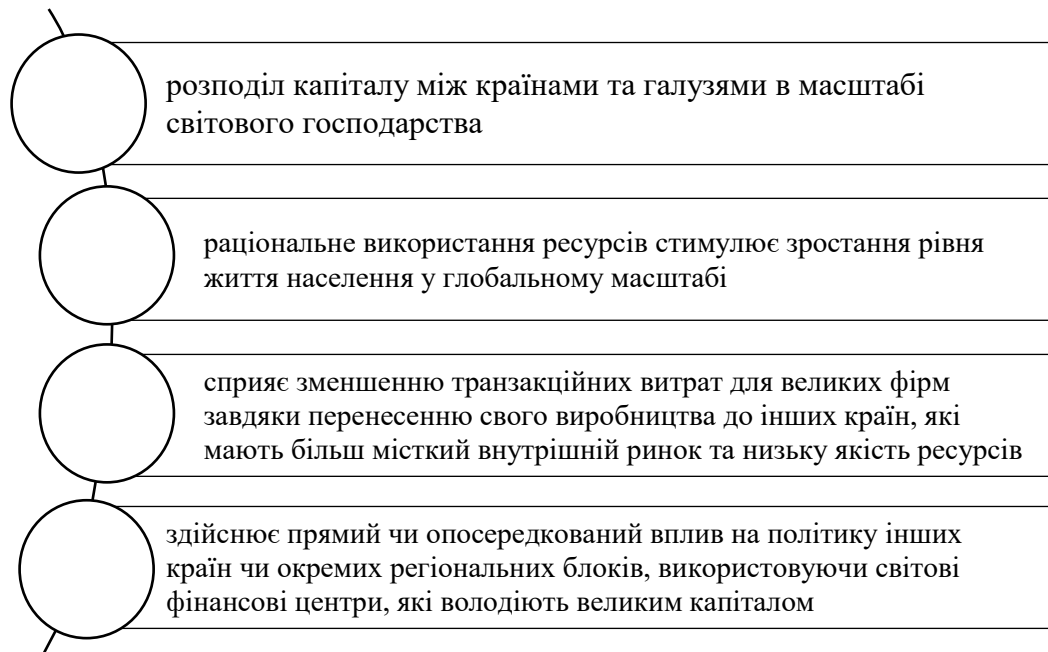 розподіл капіталу між країнами та галузями в масштабі
світового господарства
раціональне використання ресурсів стимулює зростання рівня
життя населення у глобальному масштабі
сприяє зменшенню транзакційних витрат для великих фірм
завдяки перенесенню свого виробництва до інших країн, які
мають більш місткий внутрішній ринок та низьку якість ресурсів
здійснює прямий чи опосередкований вплив на політику інших
країн чи окремих регіональних блоків, використовуючи світові
фінансові центри, які володіють великим капіталом